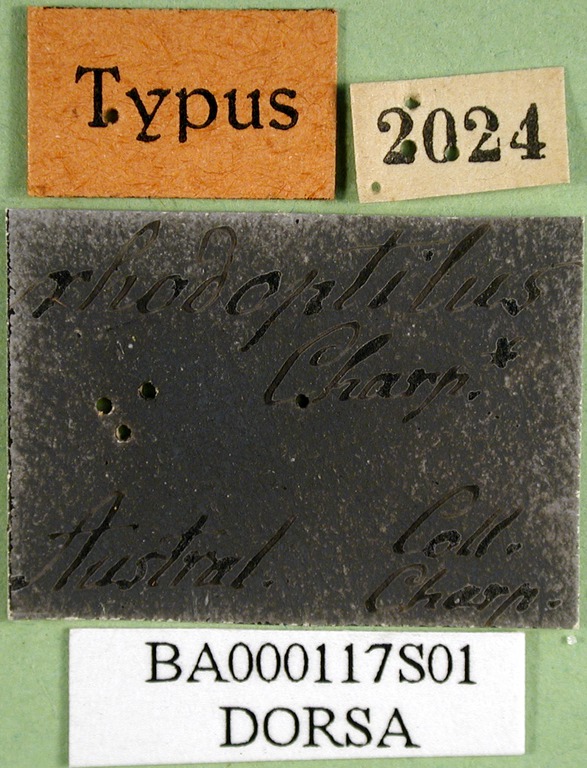 Typus
2024
rhodoptilus
Charp.*
Austral.
Coll.
Charp.
BA000117S01
DORSA